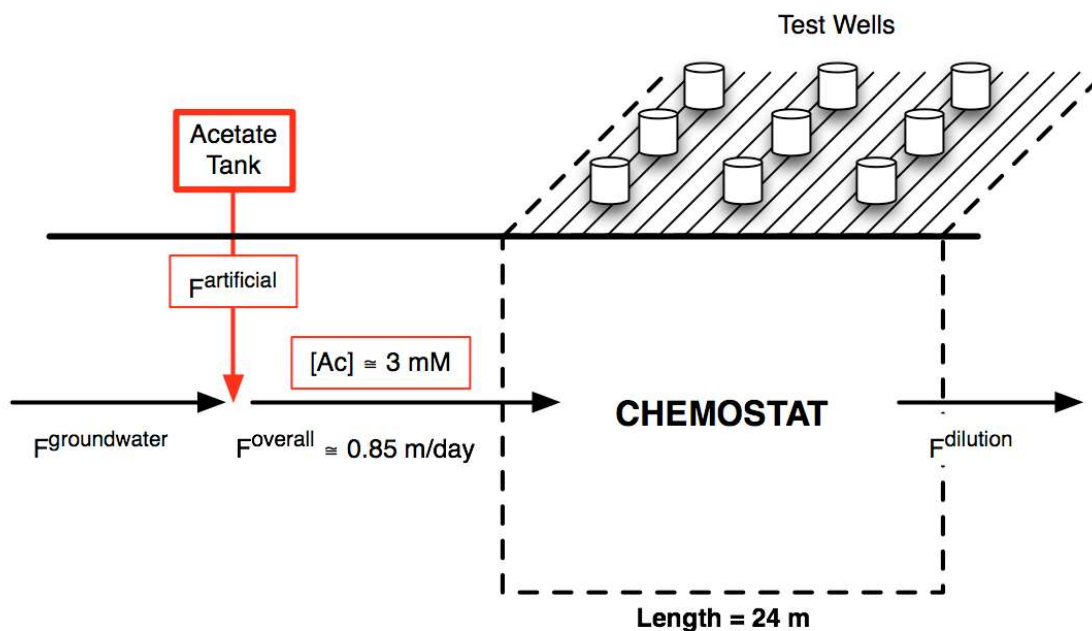 Test Wells
Acetate
Tank
F^artificial
[Ac] ≅ 3 mM
CHEMOSTAT
F^groundwater
F^overall ≅ 0.85 m/day
F^dilution
Length = 24 m